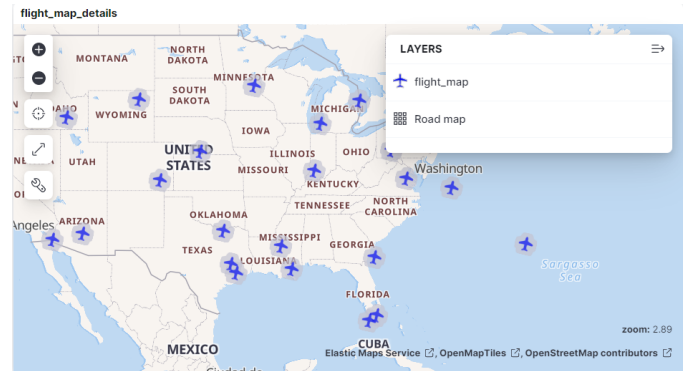 flight_map_details
LAYERS
flight_map
Road map
MONTANA
NORTH
DAKOTA
MINNESOTA
SOUTH
DAKOTA
WYOMING
MICHIGAN
IOWA
UNITED
STATES
ILLINOIS
OHIO
UTAH
MISSOURI
KENTUCKY
Washington
TENNESSEE
NORTH
CAROLINA
Angeles
ARIZONA
OKLAHOMA
MISSISSIPPI
GEORGIA
TEXAS
LOUISIANA
Sargasso
Sea
FLORIDA
zoom: 2.89
MEXICO
CUBA
Elastic Maps Service, OpenMapTiles, OpenStreetMap contributors